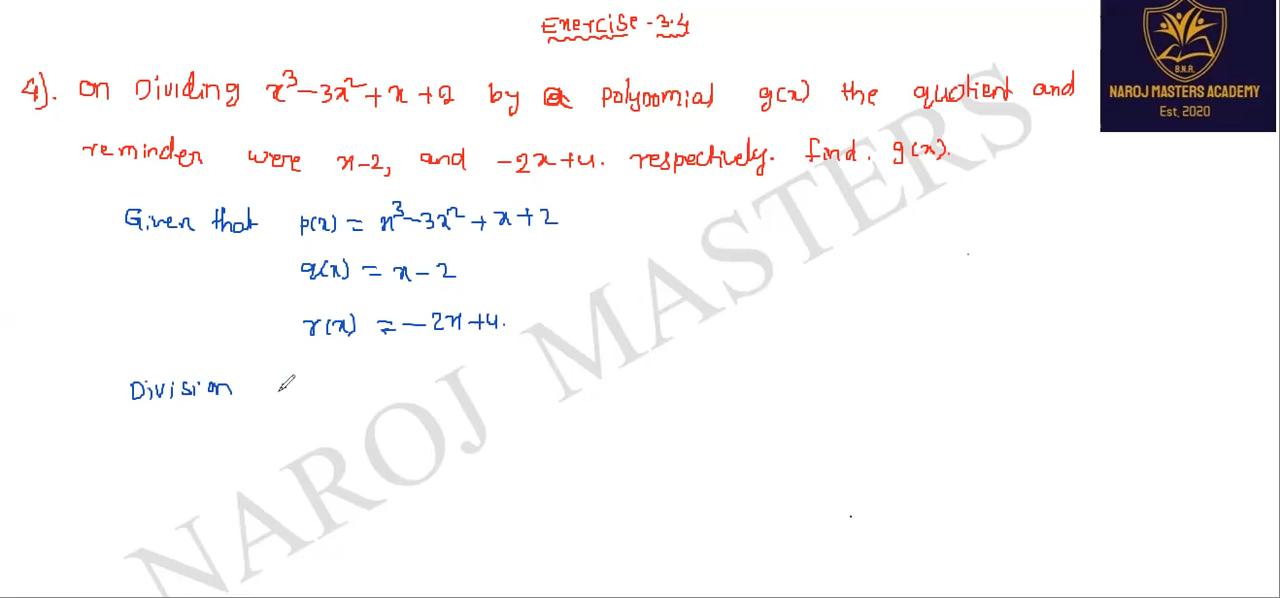 Exercise - 3.4
4). on Dividing x³-3x²+x+2 by a polynomial g(x) the quotient and
reminder were x-2, and -2x+4. respectively. find. g(x).
Given that p(x) = x³-3x²+x+2
q(x) = x-2
r(x) = -2x+4.
Division
B.N.R.
NAROJ MASTERS ACADEMY
Est, 2020
NAROJ MASTERS